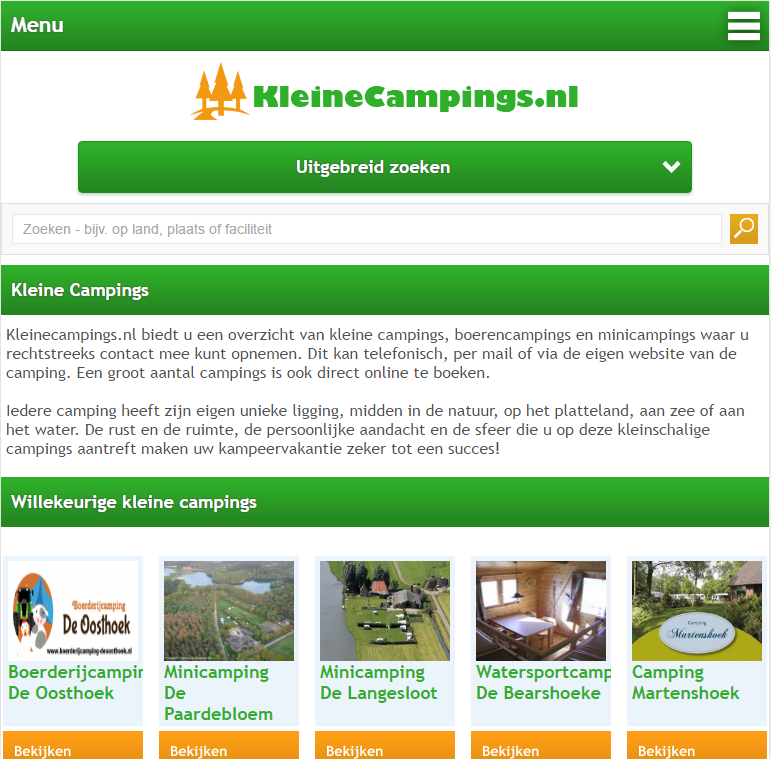 Menu
KleineCampings.nl
Uitgebreid zoeken
Zoeken - bijv. op land, plaats of faciliteit
Kleine Campings
Kleinecampings.nl biedt u een overzicht van kleine campings, boerencampings en minicampings waar u
rechtstreeks contact mee kunt opnemen. Dit kan telefonisch, per mail of via de eigen website van de
camping. Een groot aantal campings is ook direct online te boeken.
Iedere camping heeft zijn eigen unieke ligging, midden in de natuur, op het platteland, aan zee of aan
het water. De rust en de ruimte, de persoonlijke aandacht en de sfeer die u op deze kleinschalige
campings aantreft maken uw kampeervakantie zeker tot een succes!
Willekeurige kleine campings
Boerderijcamping
De Oosthoek
www.boerderijcamping-deoosthoek.nl
Boerderijcampin
De Oosthoek
Bekijken
Minicamping
De
Paardebloem
Bekijken
Minicamping
De Langesloot
Bekijken
Watersportcamp
De Bearshoeke
Bekijken
Camping
Martenshoek
Camping
Martenshoek
Bekijken